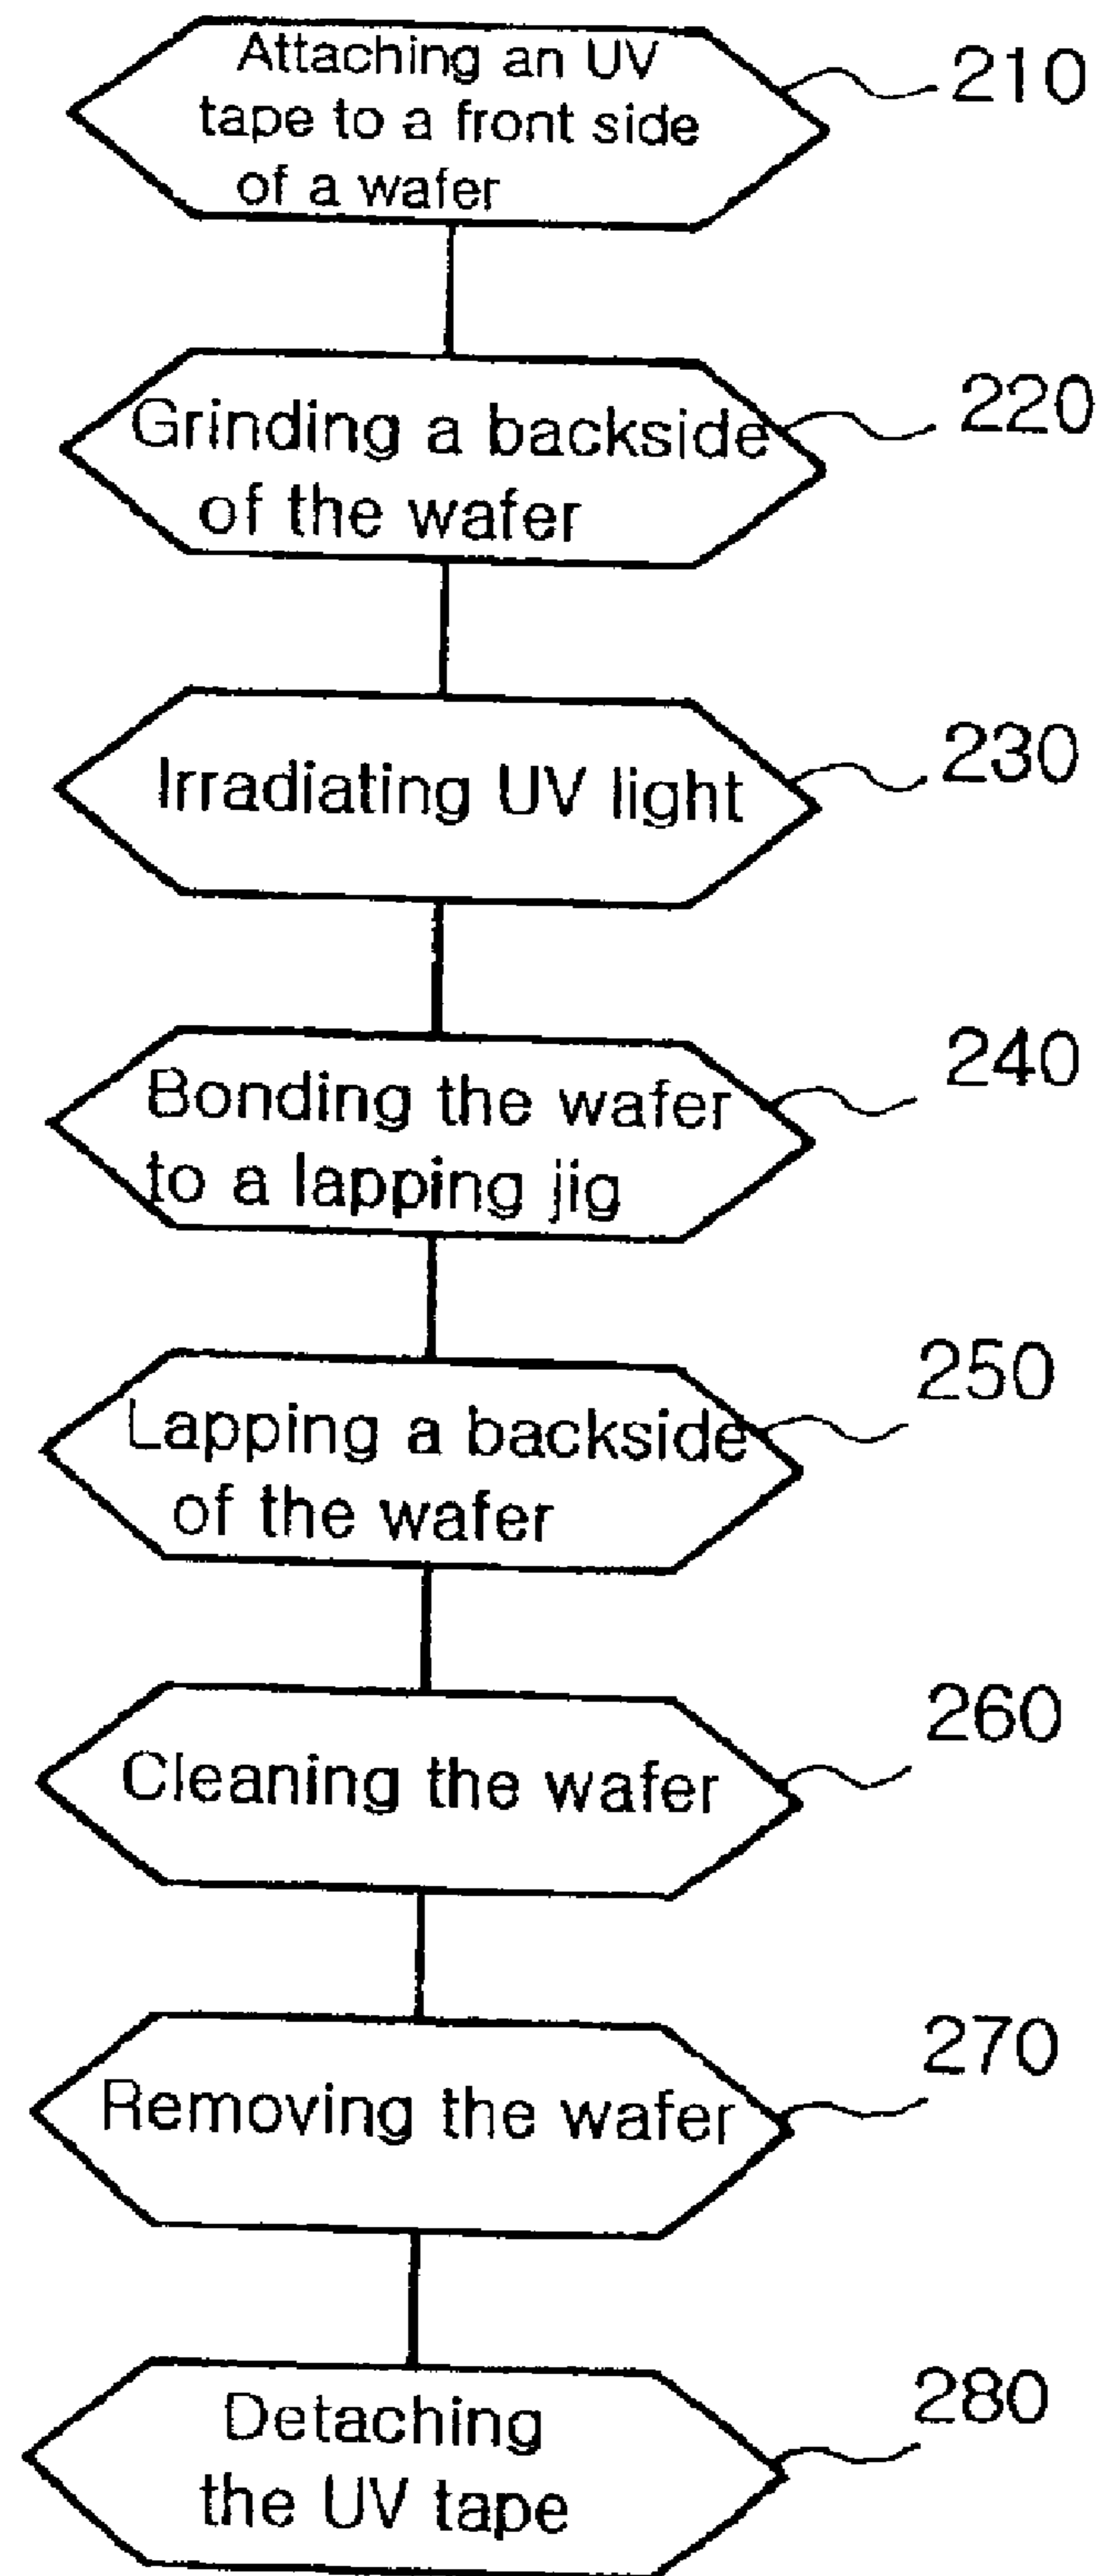 Attaching an UV
tape to a front side
of a wafer
210
Grinding a backside
of the wafer
220
Irradiating UV light
230
Bonding the wafer
to a lapping jig
240
Lapping a backside
of the wafer
250
Cleaning the wafer
260
Removing the wafer
270
Detaching
the UV tape
280